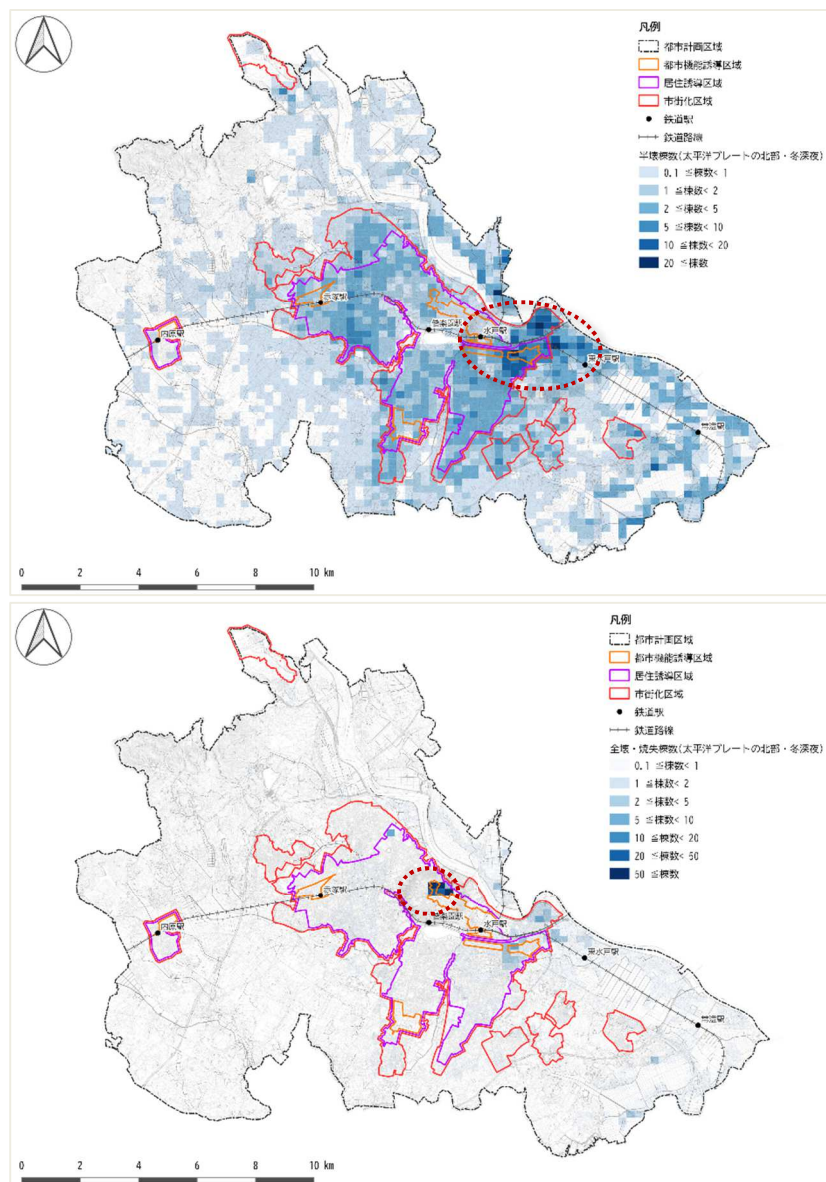 凡例
都市計画区域
都市機能誘導区域
居住誘導区域
市街化区域
鉄道駅
鉄道路線
半壊棟数(太平洋プレートの北部・冬深夜)
0.1 ≦棟数< 1
1 ≦棟数< 2
2 ≦棟数< 5
5 ≦棟数< 10
10 ≦棟数< 20
20 ≦棟数
赤塚駅
内原駅
偕楽園駅
水戸駅
東水戸駅
常澄駅
0 2 4 6 8 10 km
凡例
都市計画区域
都市機能誘導区域
居住誘導区域
市街化区域
鉄道駅
鉄道路線
全壊・焼失棟数(太平洋プレートの北部・冬深夜)
0.1 ≦棟数< 1
1 ≦棟数< 2
2 ≦棟数< 5
5 ≦棟数< 10
10 ≦棟数< 20
20 ≦棟数< 60
60 ≦棟数
赤塚駅
内原駅
偕楽園駅
水戸駅
東水戸駅
常澄駅
0 2 4 6 8 10 km